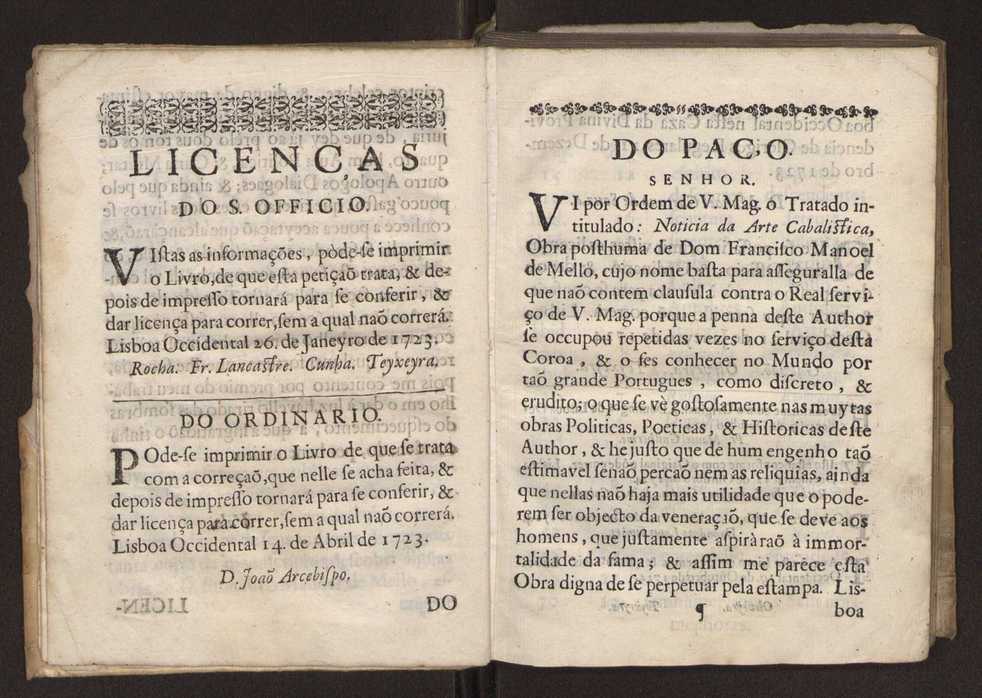 LICENÇAS
DO S. OFFICIO.
VIstas as informações, pòde-se imprimir
o Livro, de que esta petiçaõ trata, & de-
pois de impresso tornará para se conferir, &
dar licença para correr, sem a qual naõ correrá.
Lisboa Occidental 26. de Janeyro de 1723.
Rocha. Fr. Lancastre. Cunha. Teyxeyra.
DO ORDINARIO.
POde-se imprimir o Livro de que se trata
com a correçaõ, que nelle se acha feita, &
depois de impresso tornará para se conferir, &
dar licença para correr, sem a qual naõ correrá.
Lisboa Occidental 14. de Abril de 1723.
D. Joaõ Arcebispo.
DO
DO PAÇO.
SENHOR.
VI por Ordem de V. Mag. o Tratado in-
titulado: Noticia da Arte Cabalistica,
Obra posthuma de Dom Francisco Manoel
de Mello, cujo nome basta para asseguralla de
que naõ contem clausula contra o Real servi-
ço de V. Mag. porque a penna deste Author
se occupou repetidas vezes no serviço desta
Coroa, & o fes conhecer no Mundo por
taõ grande Portugues, como discreto, &
erudito; o que se vè gostosamente nas muytas
obras Politicas, Poeticas, & Historicas deste
Author, & he justo que de hum engenho taõ
estimavel senaõ percaõ nem as reliquias, ainda
que nellas naõ haja mais utilidade que o pode-
rem ser objecto da veneraçaõ, que se deve aos
homens, que justamente aspiràraõ à immor-
talidade da fama; & assim me parece esta
Obra digna de se perpetuar pela estampa. Lis-
¶ boa